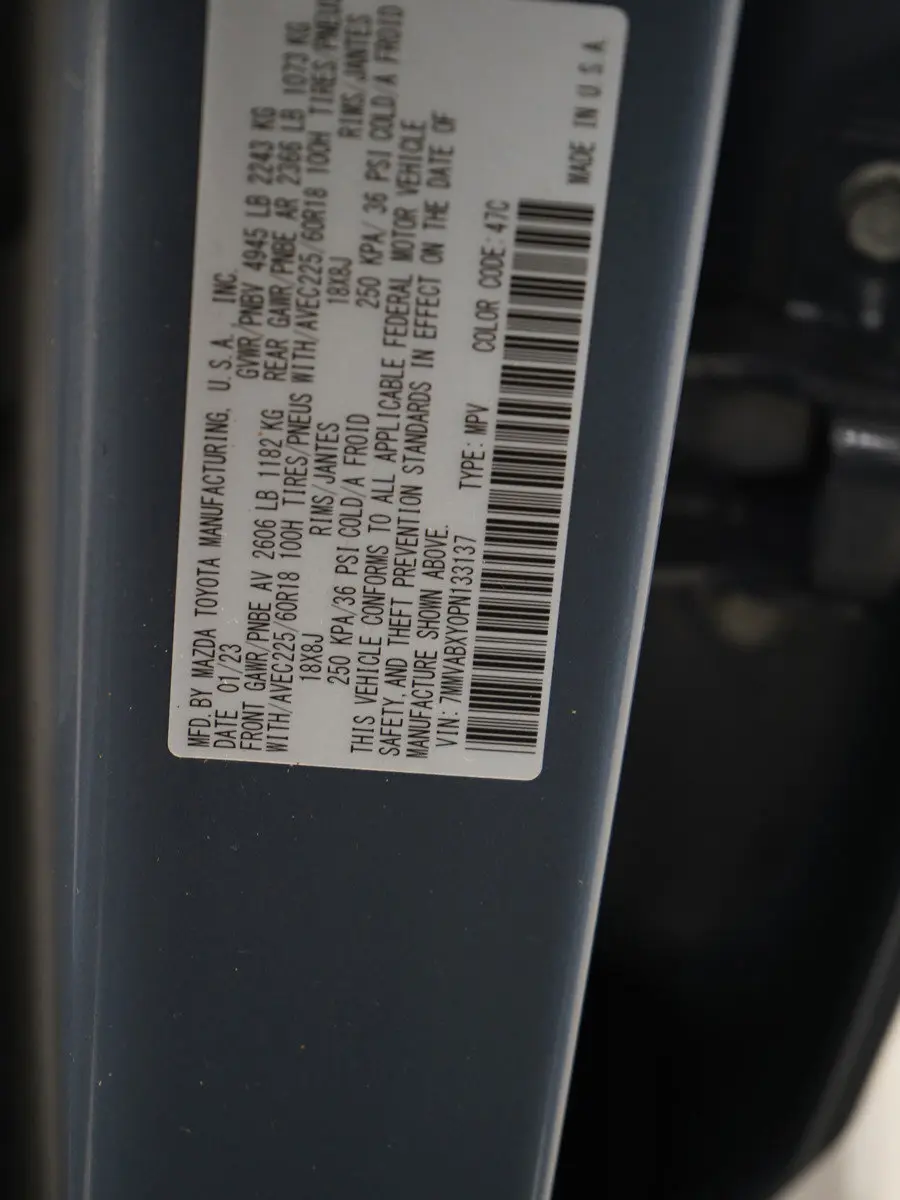 MFD. BY MAZDA TOYOTA MANUFACTURING, U.S.A. INC.
DATE 01/23 GVWR/PNBV 4945 LB 2243 KG
FRONT GAWR/PNBE AV 2606 LB 1182 KG REAR GAWR/PNBE AR 2366 LB 1073 KG
WITH/AVEC225/60R18 100H TIRES/PNEUS WITH/AVEC225/60R18 100H TIRES/PNEUS
18X8J RIMS/JANTES 18X8J RIMS/JANTES
250 KPA/36 PSI COLD/A FROID 250 KPA/ 36 PSI COLD/A FROID
THIS VEHICLE CONFORMS TO ALL APPLICABLE FEDERAL MOTOR VEHICLE
SAFETY, AND THEFT PREVENTION STANDARDS IN EFFECT ON THE DATE OF
MANUFACTURE SHOWN ABOVE.
VIN: 7MMVABXY0PN133137 TYPE: MPV COLOR CODE: 47C
MADE IN U.S.A.